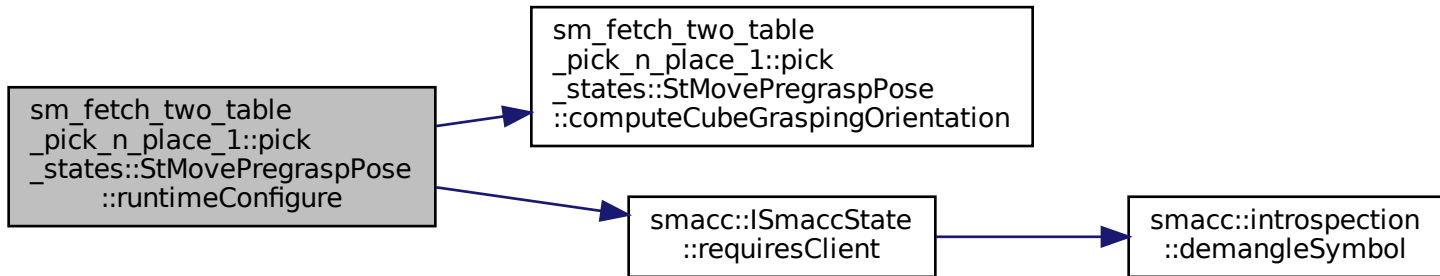 sm_fetch_two_table
_pick_n_place_1::pick
_states::StMovePregraspPose
::runtimeConfigure
sm_fetch_two_table
_pick_n_place_1::pick
_states::StMovePregraspPose
::computeCubeGraspingOrientation
smacc::ISmaccState
::requiresClient
smacc::introspection
::demangleSymbol